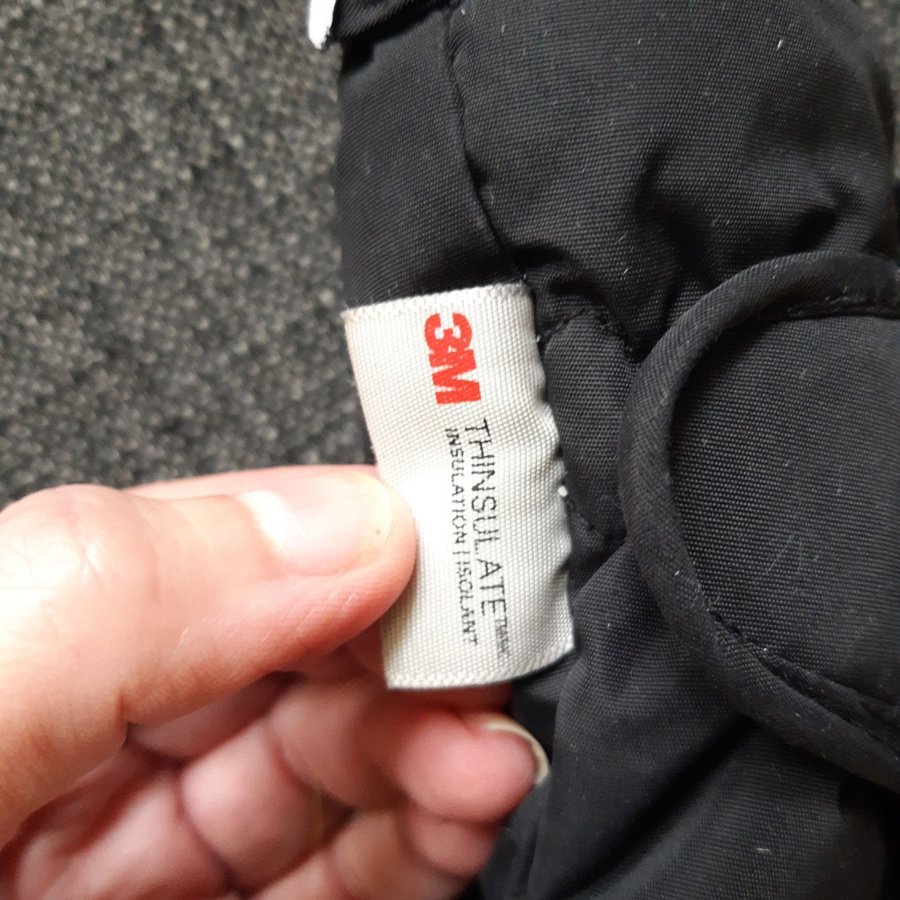 3M
THINSULATE™/MC
INSULATION | ISOLANT